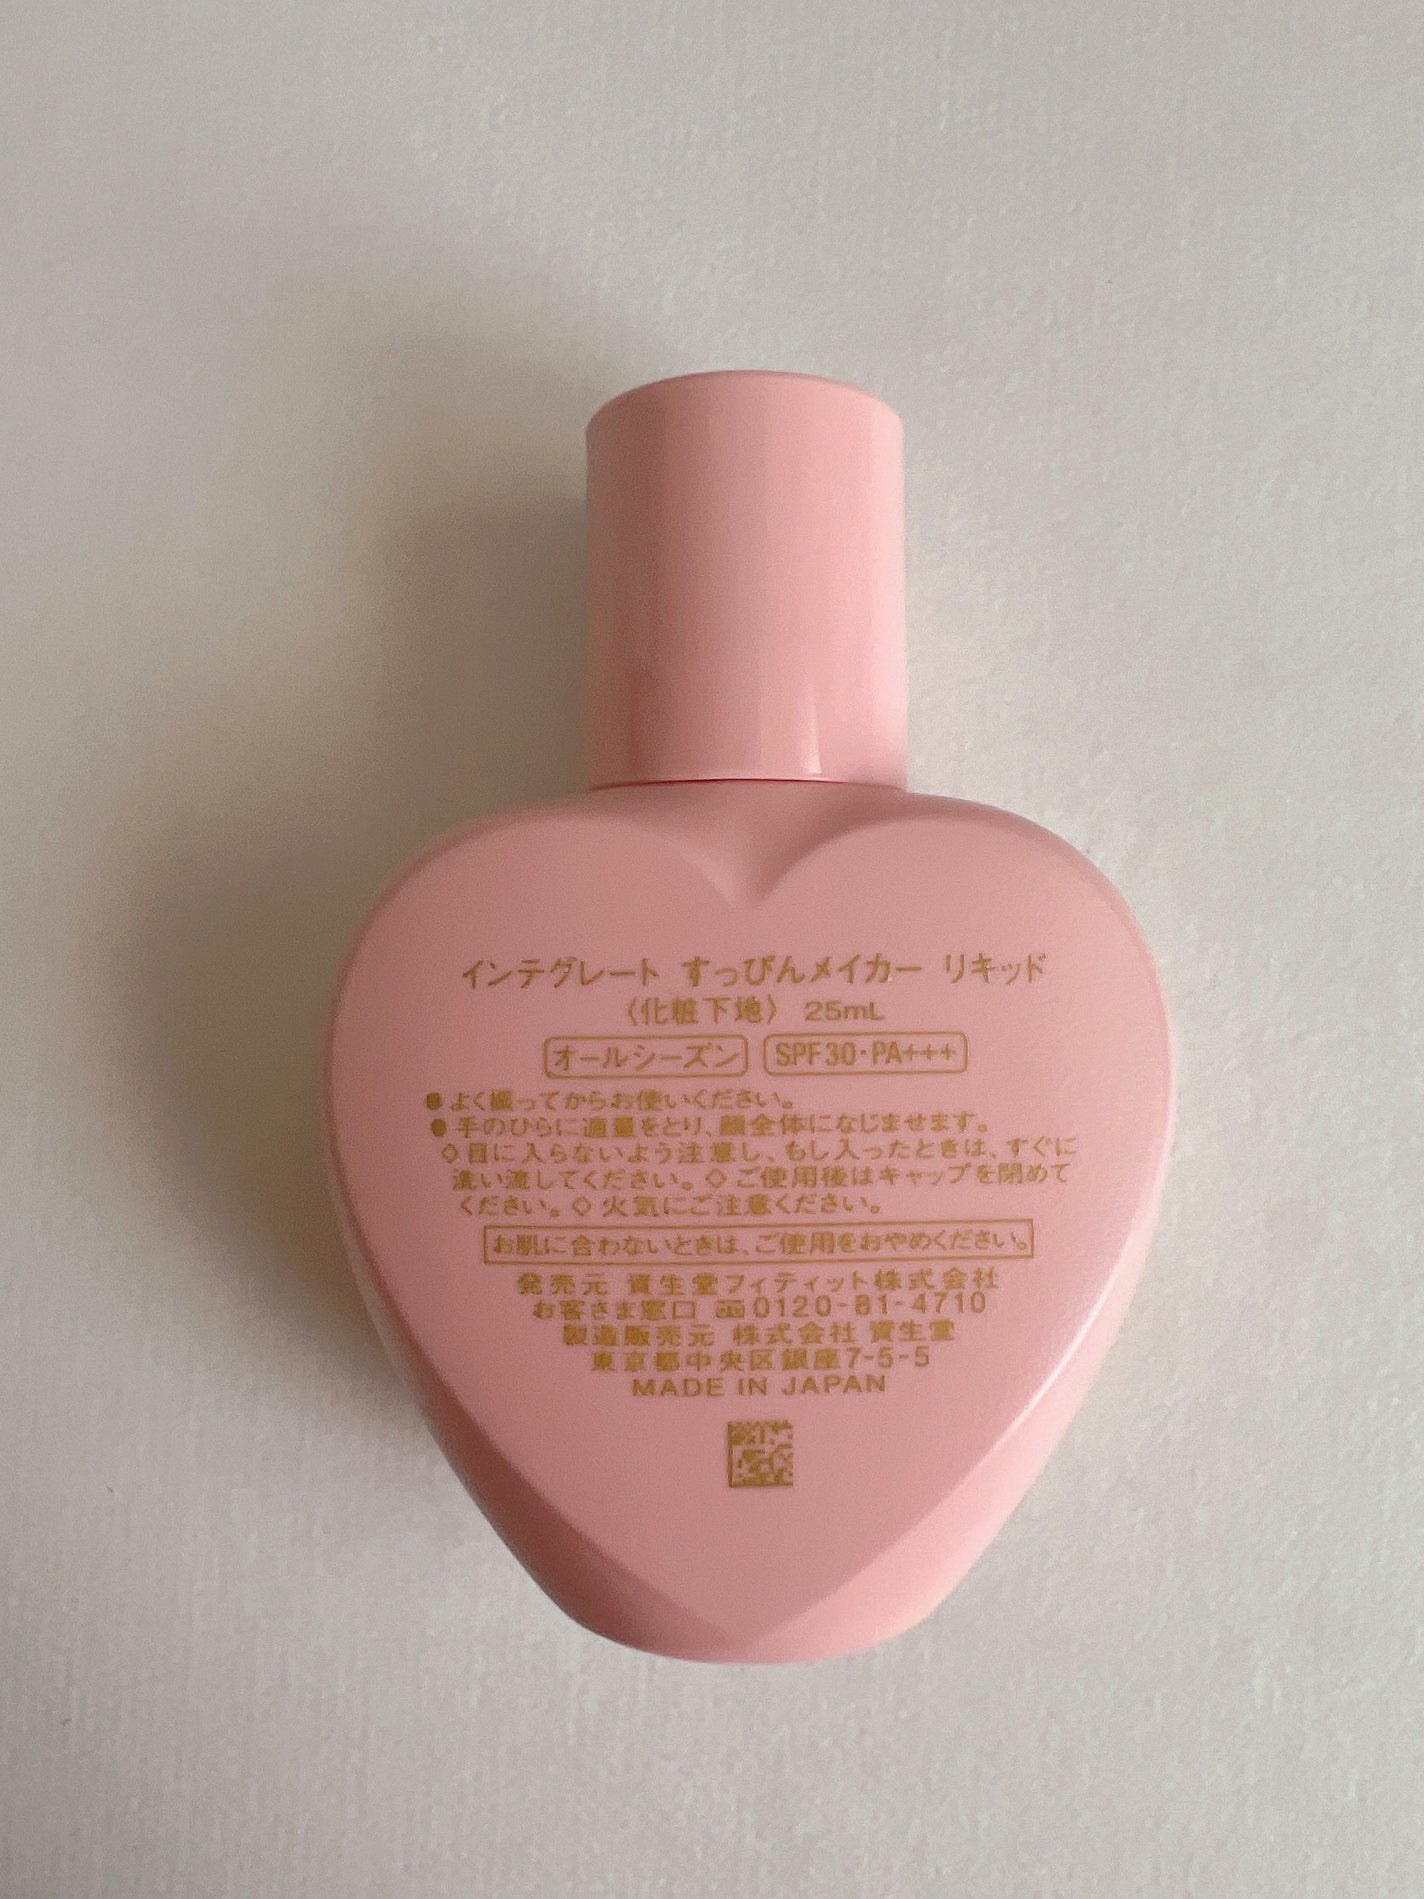 インテグレート すっぴんメイカー リキッド
〈化粧下地〉 25mL
オールシーズン SPF30・PA+++
●よく振ってからお使いください。
●手のひらに適量をとり、顔全体になじませます。
◇目に入らないよう注意し、もし入ったときは、すぐに
洗い流してください。◇ご使用後はキャップを閉めて
ください。◇火気にご注意ください。
お肌に合わないときは、ご使用をおやめください。
発売元 資生堂フィティット株式会社
お客さま窓口 0120-81-4710
製造販売元 株式会社 資生堂
東京都中央区銀座7-5-5
MADE IN JAPAN